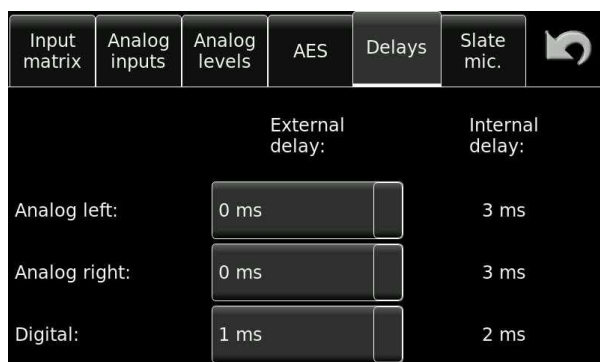 Input matrix
Analog inputs
Analog levels
AES
Delays
Slate mic.
External delay:
Internal delay:
Analog left: 0 ms 3 ms
Analog right: 0 ms 3 ms
Digital: 1 ms 2 ms